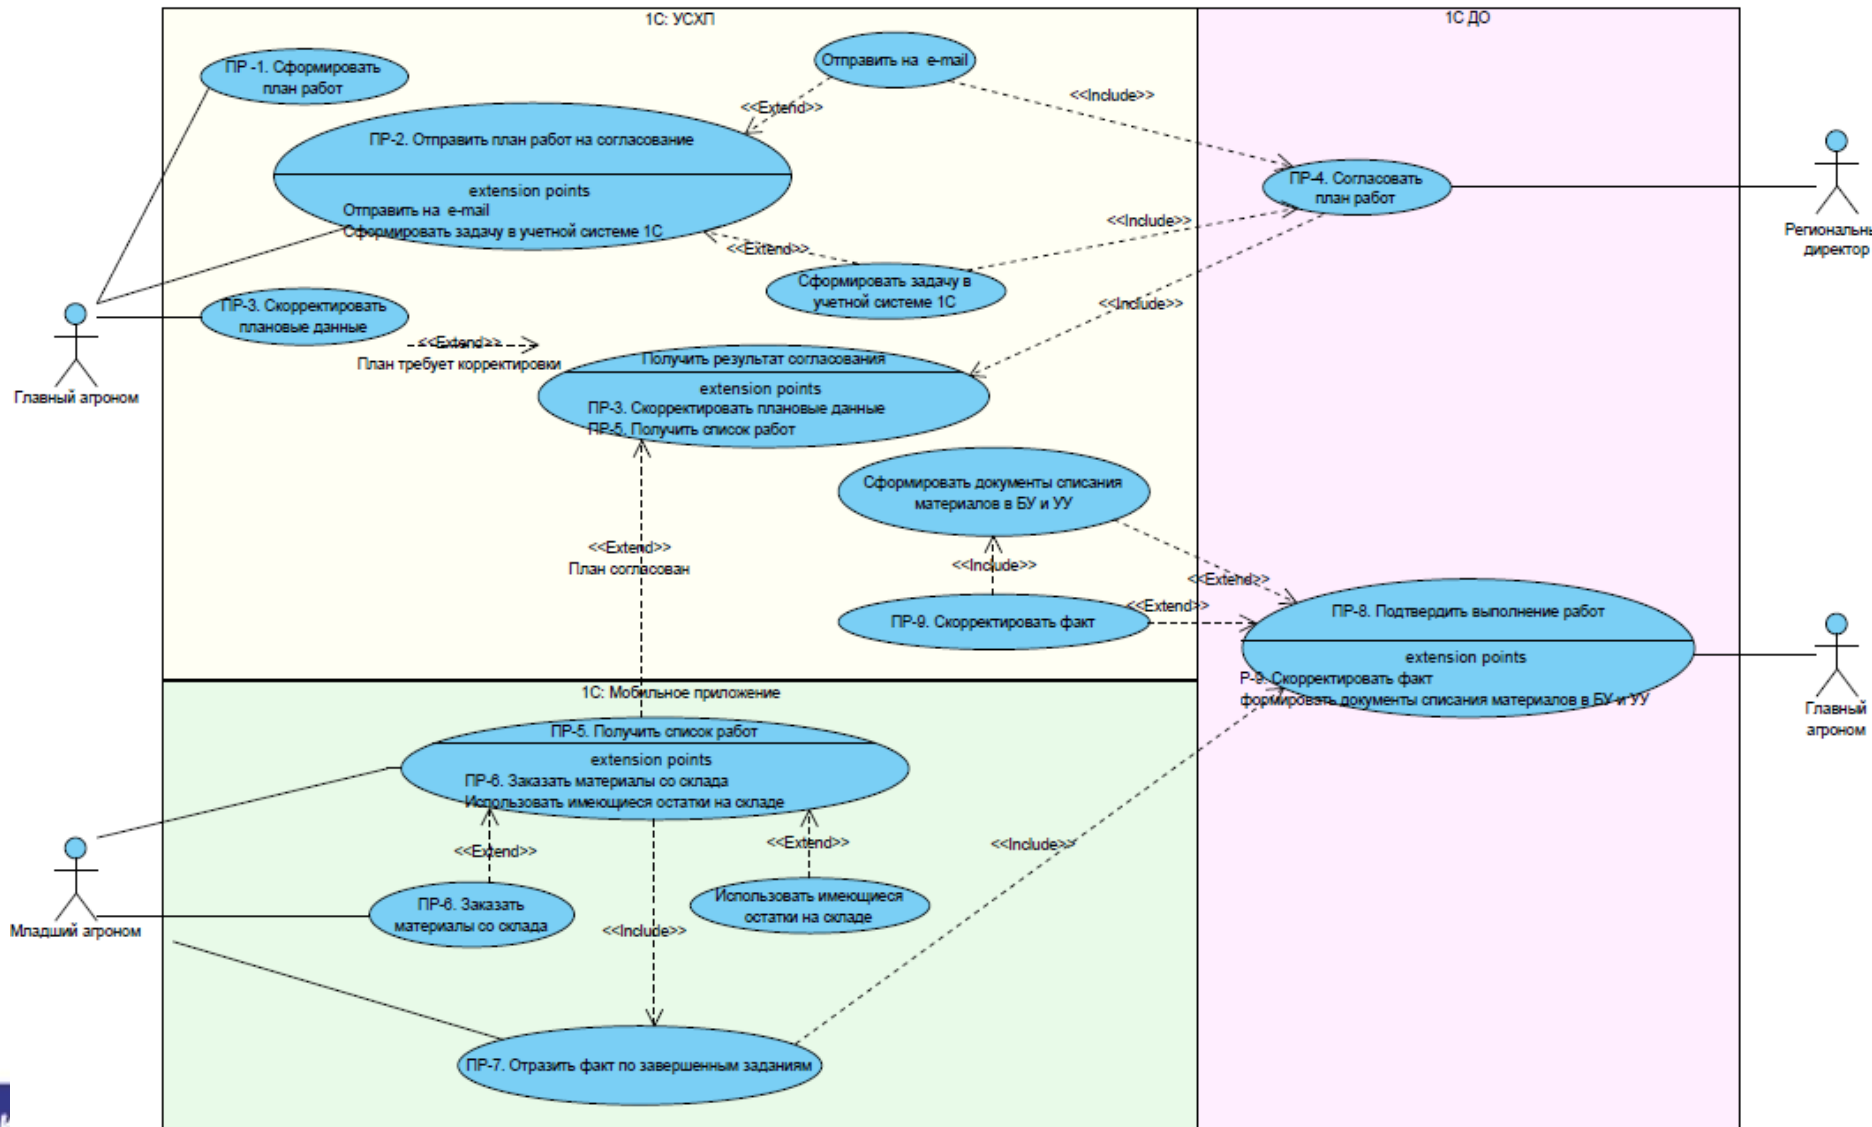 1С: УСХП
1С ДО
ПР -1. Сформировать
план работ
Отправить на e-mail
<<Include>>
<<Extend>>
ПР-2. Отправить план работ на согласование
extension points
Отправить на e-mail
Сформировать задачу в учетной системе 1С
ПР-4. Согласовать
план работ
<<Include>>
<<Extend>>
Региональны
директор
Сформировать задачу в
учетной системе 1С
<<Include>>
ПР-3. Скорректировать
плановые данные
<<Extend>>
План требует корректировки
Главный агроном
Получить результат согласования
extension points
ПР-3. Скорректировать плановые данные
ПР-5. Получить список работ
Сформировать документы списания
материалов в БУ и УУ
<<Extend>>
План согласован
<<Include>>
<<Extend>>
<<Extend>>
ПР-9. Скорректировать факт
ПР-8. Подтвердить выполнение работ
extension points
Р-9. Скорректировать факт
формировать документы списания материалов в БУ и УУ
Главный
агроном
1С: Мобильное приложение
ПР-5. Получить список работ
extension points
ПР-6. Заказать материалы со склада
Использовать имеющиеся остатки на складе
<<Extend>>
<<Extend>>
<<Include>>
ПР-6. Заказать
материалы со склада
Использовать имеющиеся
остатки на складе
Младший агроном
<<Include>>
ПР-7. Отразить факт по завершенным заданиям